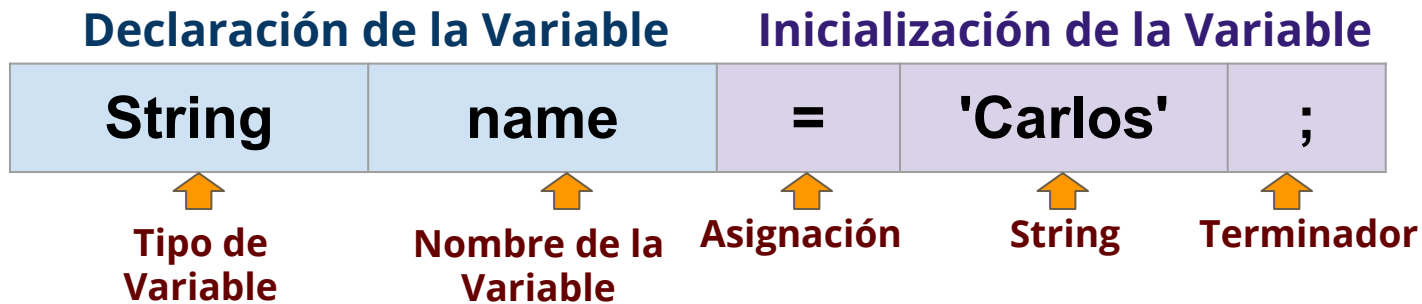 Declaración de la Variable Inicialización de la Variable
String name = 'Carlos' ;
Tipo de Variable
Nombre de la Variable
Asignación
String
Terminador